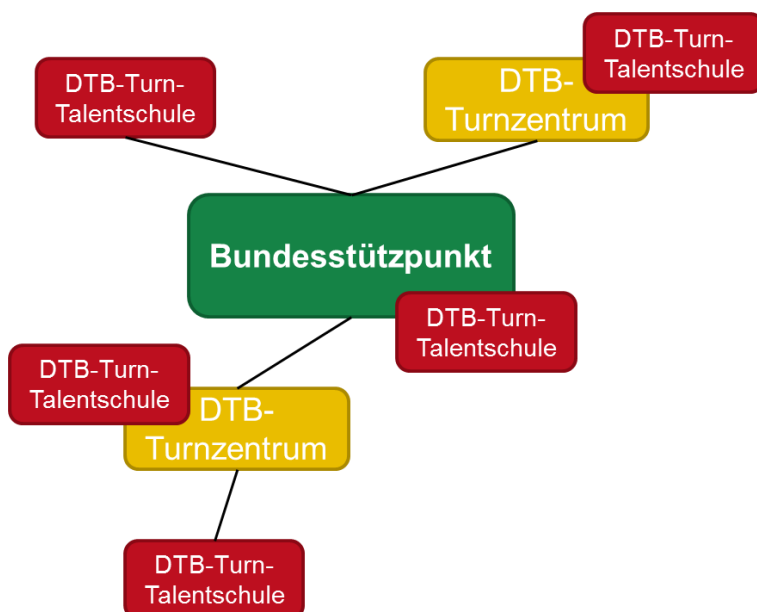 DTB-Turn-
Talentschule
DTB-Turn-
Talentschule
DTB-
Turnzentrum
Bundesstützpunkt
DTB-Turn-
Talentschule
DTB-Turn-
Talentschule
DTB-
Turnzentrum
DTB-Turn-
Talentschule